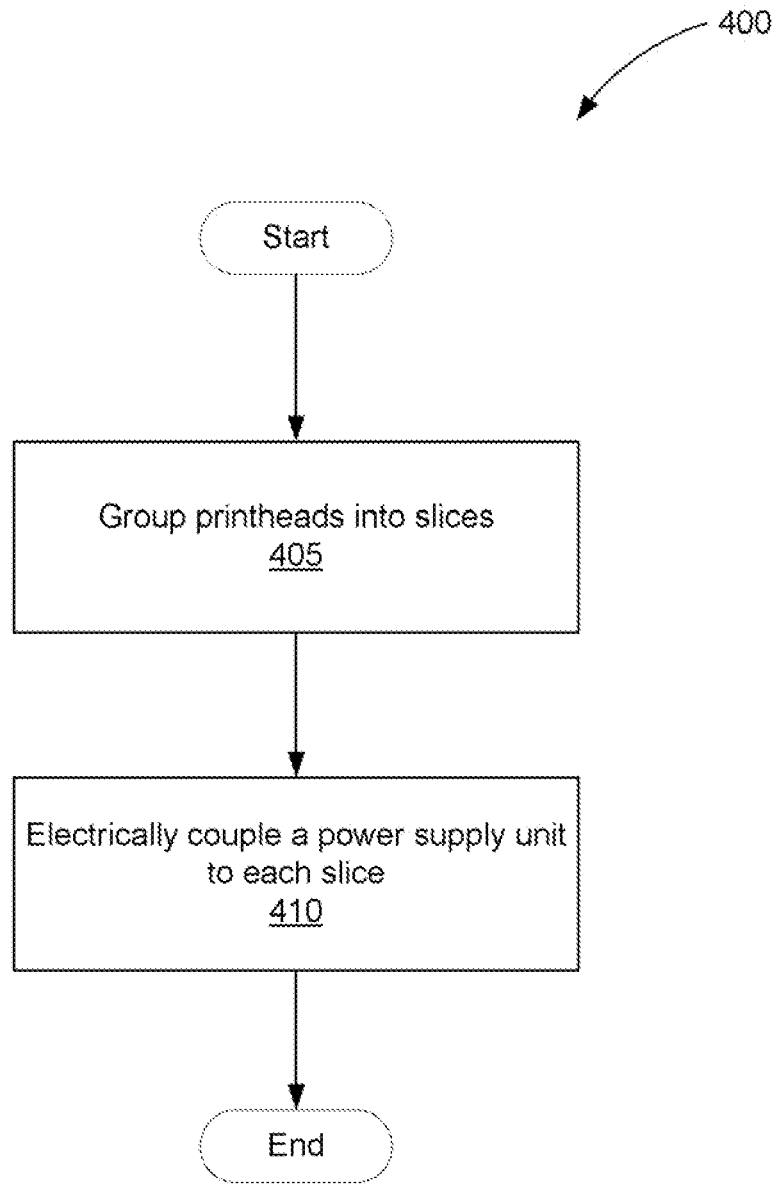 400
Start
Group printheads into slices
405
Electrically couple a power supply unit
to each slice
410
End